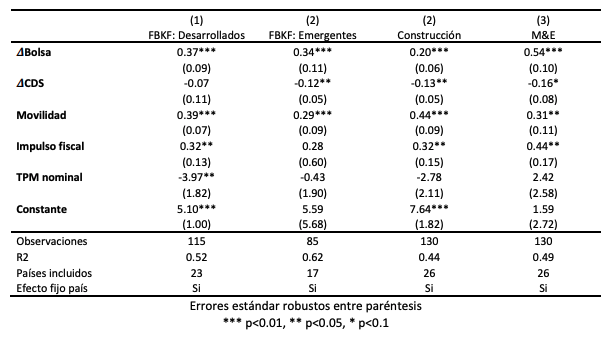 (1) (2) (2) (3)
FBKF: Desarrollados FBKF: Emergentes Construcción M&E
ΔBolsa 0.37*** 0.34*** 0.20*** 0.54***
(0.09) (0.11) (0.06) (0.10)
ΔCDS -0.07 -0.12** -0.13** -0.16*
(0.11) (0.05) (0.05) (0.08)
Movilidad 0.39*** 0.29*** 0.44*** 0.31**
(0.07) (0.09) (0.09) (0.11)
Impulso fiscal 0.32** 0.28 0.32** 0.44**
(0.13) (0.60) (0.15) (0.17)
TPM nominal -3.97** -0.43 -2.78 2.42
(1.82) (1.90) (2.11) (2.58)
Constante 5.10*** 5.59 7.64*** 1.59
(1.00) (5.68) (1.82) (2.72)
Observaciones 115 85 130 130
R2 0.52 0.62 0.44 0.49
Países incluidos 23 17 26 26
Efecto fijo país Si Si Si Si
Errores estándar robustos entre paréntesis
*** p<0.01, ** p<0.05, * p<0.1